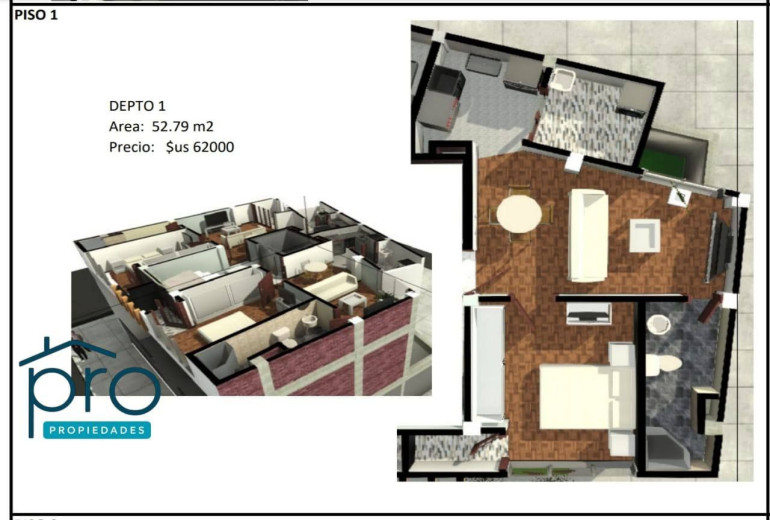 PISO 1
DEPTO 1
Area: 52.79 m2
Precio: $us 62000
pro
PROPIEDADES